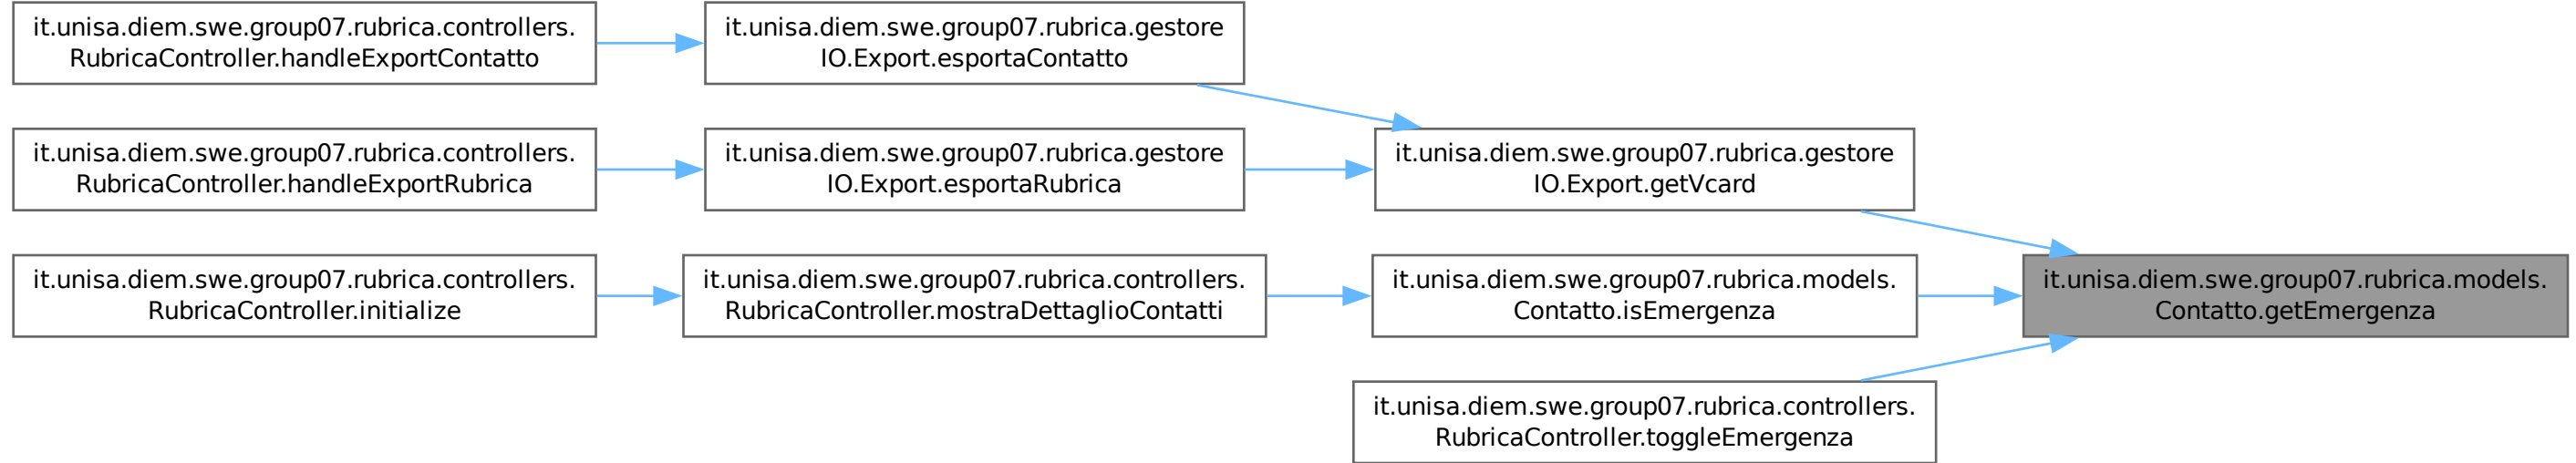 it.unisa.diem.swe.group07.rubrica.controllers.
RubricaController.handleExportContatto
it.unisa.diem.swe.group07.rubrica.gestore
IO.Export.esportaContatto
it.unisa.diem.swe.group07.rubrica.controllers.
RubricaController.handleExportRubrica
it.unisa.diem.swe.group07.rubrica.gestore
IO.Export.esportaRubrica
it.unisa.diem.swe.group07.rubrica.gestore
IO.Export.getVcard
it.unisa.diem.swe.group07.rubrica.controllers.
RubricaController.initialize
it.unisa.diem.swe.group07.rubrica.controllers.
RubricaController.mostraDettaglioContatti
it.unisa.diem.swe.group07.rubrica.models.
Contatto.isEmergenza
it.unisa.diem.swe.group07.rubrica.models.
Contatto.getEmergenza
it.unisa.diem.swe.group07.rubrica.controllers.
RubricaController.toggleEmergenza